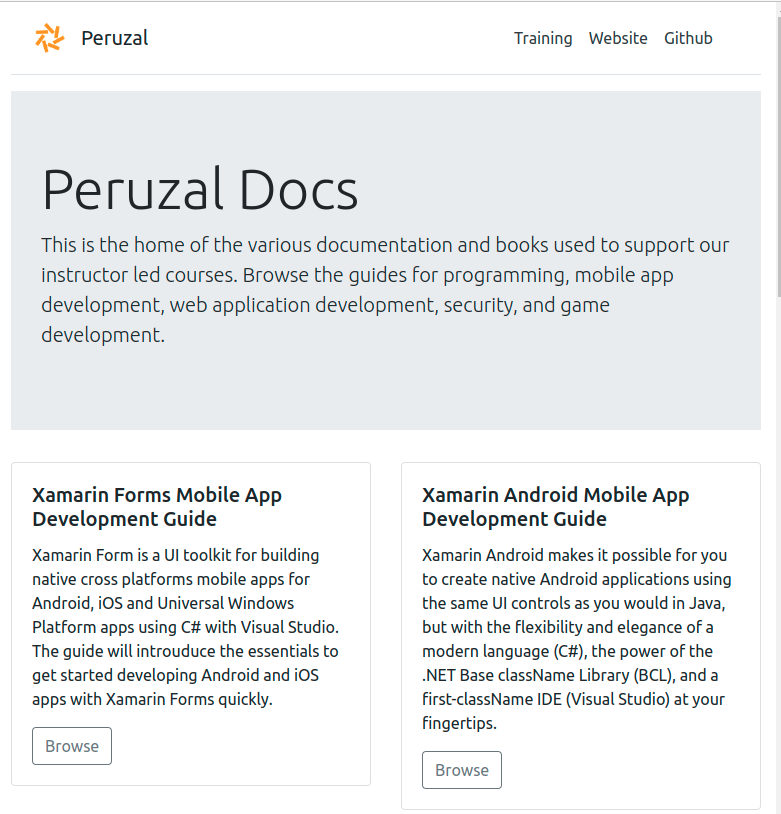 Peruzal
Training Website Github
Peruzal Docs
This is the home of the various documentation and books used to support our
instructor led courses. Browse the guides for programming, mobile app
development, web application development, security, and game
development.
Xamarin Forms Mobile App
Development Guide
Xamarin Form is a UI toolkit for building
native cross platforms mobile apps for
Android, iOS and Universal Windows
Platform apps using C# with Visual Studio.
The guide will introuduce the essentials to
get started developing Android and iOS
apps with Xamarin Forms quickly.
Browse
Xamarin Android Mobile App
Development Guide
Xamarin Android makes it possible for you
to create native Android applications using
the same UI controls as you would in Java,
but with the flexibility and elegance of a
modern language (C#), the power of the
.NET Base className Library (BCL), and a
first-className IDE (Visual Studio) at your
fingertips.
Browse